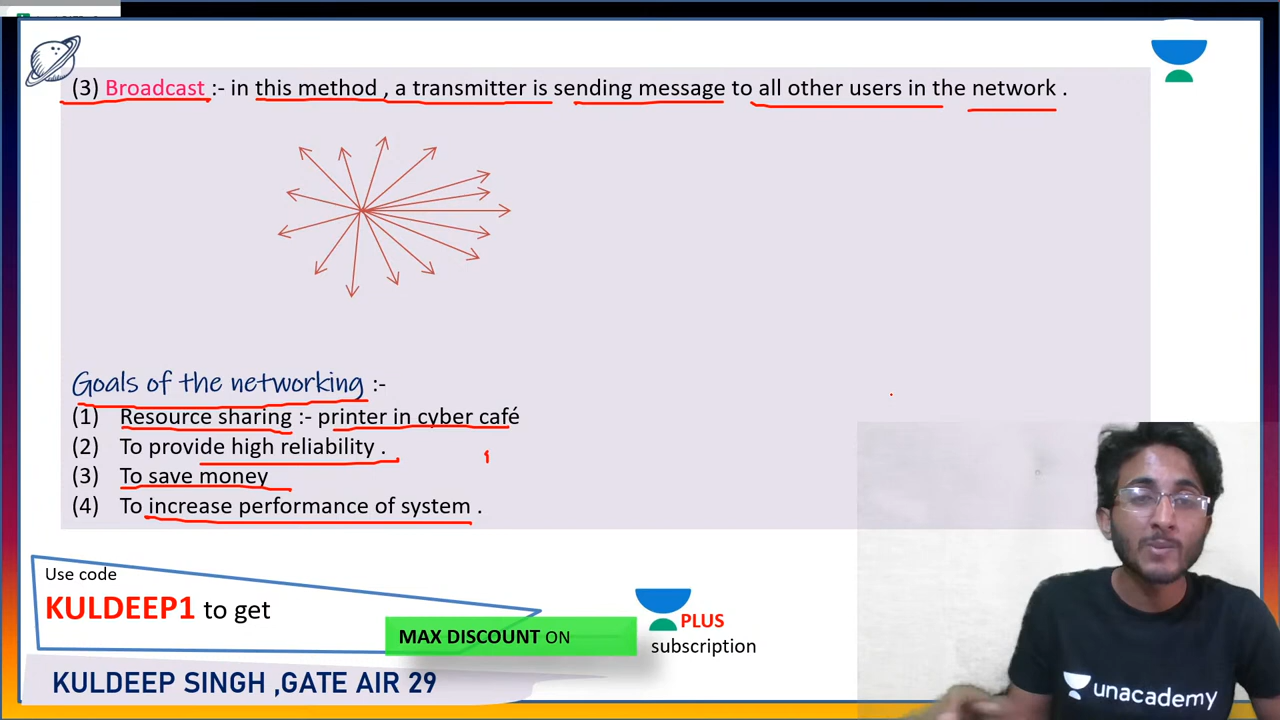 (3) Broadcast :- in this method , a transmitter is sending message to all other users in the network .
Goals of the networking :-
(1) Resource sharing :- printer in cyber café
(2) To provide high reliability .
(3) To save money
(4) To increase performance of system .
Use code
KULDEEP1 to get
MAX DISCOUNT ON
PLUS
subscription
KULDEEP SINGH ,GATE AIR 29
unacademy